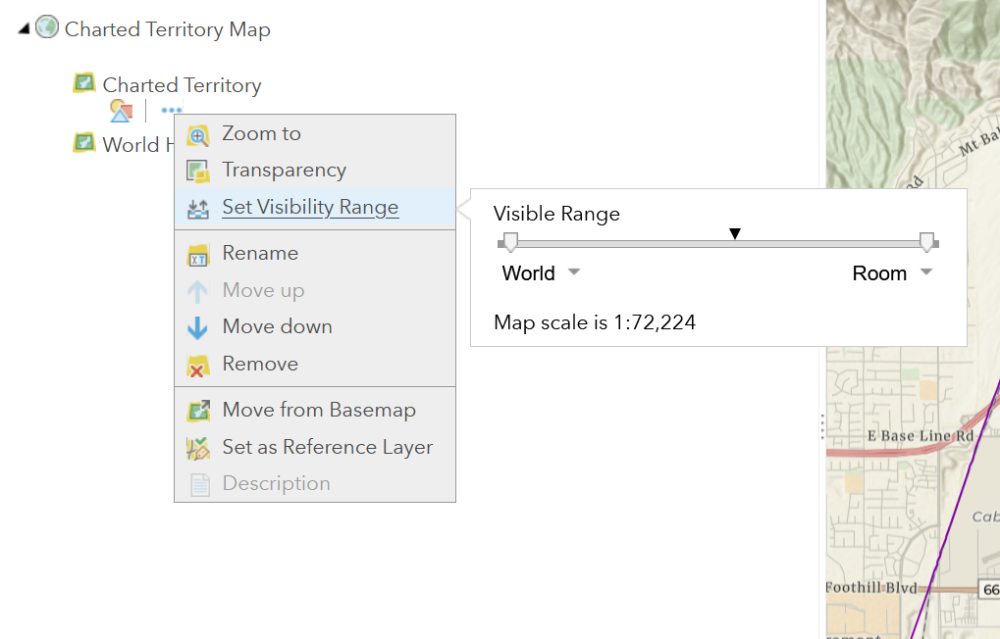 Charted Territory Map
Charted Territory
World
Zoom to
Transparency
Set Visibility Range
Rename
Move up
Move down
Remove
Move from Basemap
Set as Reference Layer
Description
Visible Range
World
Room
Map scale is 1:72,224
Mt Bal
E Base Line Rd
Cab
Foothill Blvd
66